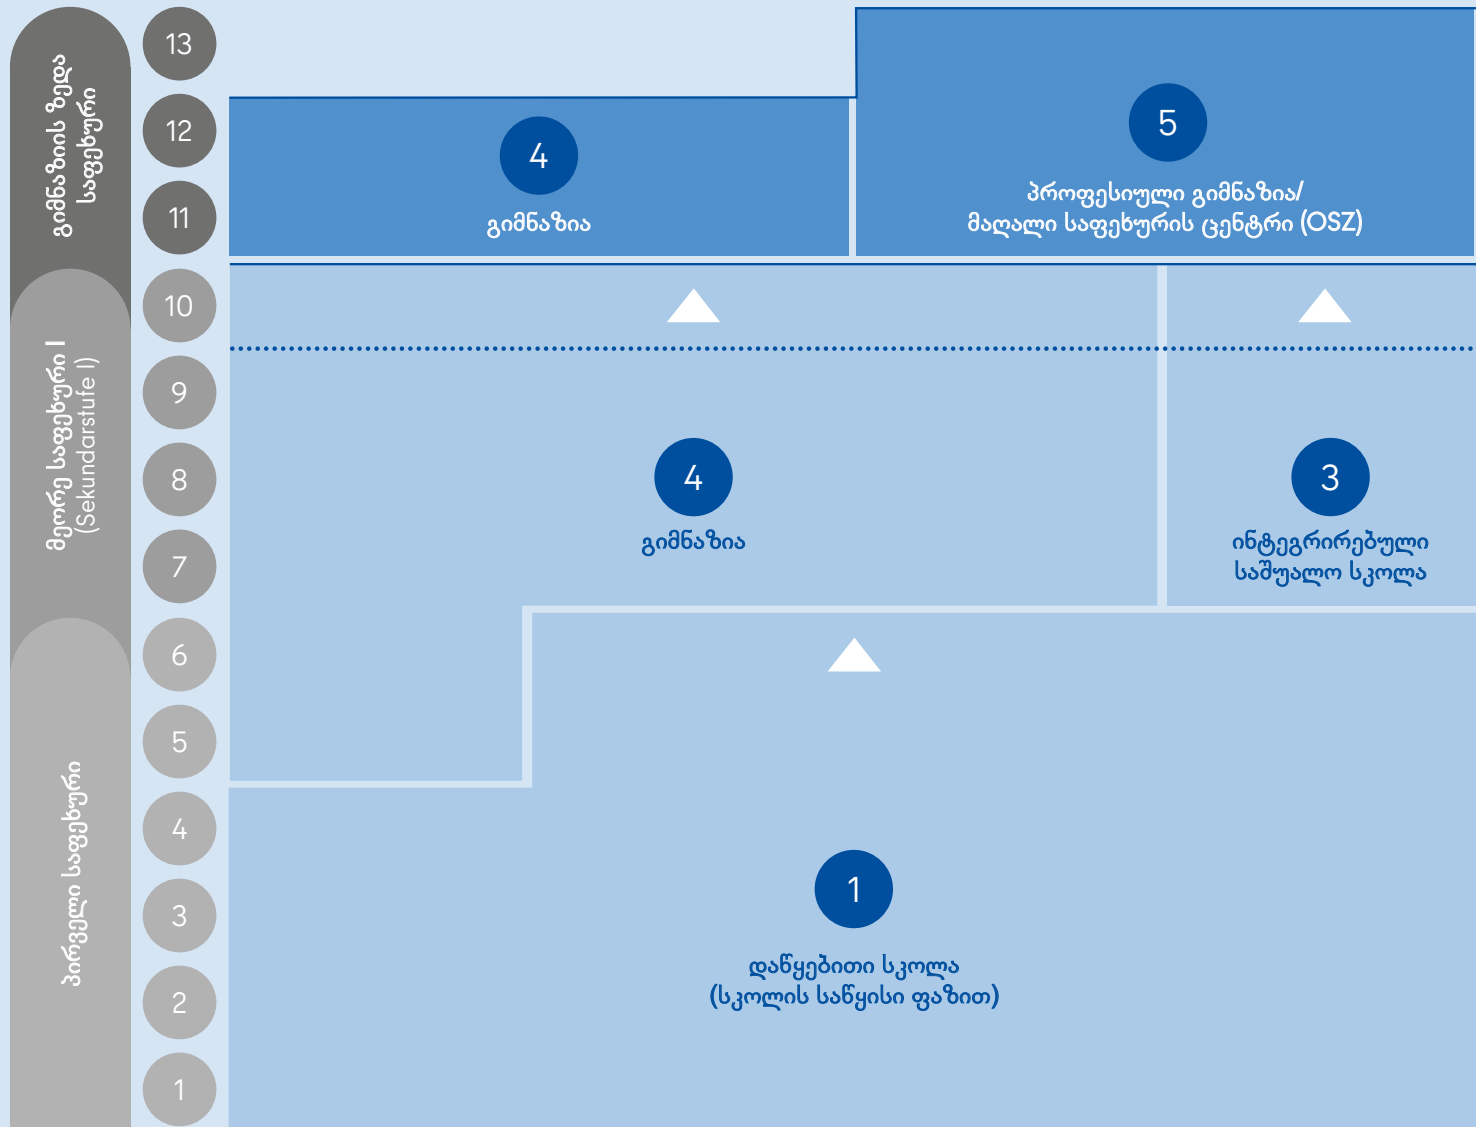 გიმნაზიის ზედა
საფეხური
მეორე საფეხური I
(Sekundarstufe I)
პირველი საფეხური
13
12
11
10
9
8
7
6
5
4
3
2
1
4
გიმნაზია
5
პროფესიული გიმნაზია/
მაღალი საფეხურის ცენტრი (OSZ)
4
გიმნაზია
3
ინტეგრირებული
საშუალო სკოლა
1
დაწყებითი სკოლა
(სკოლის საწყისი ფაზით)